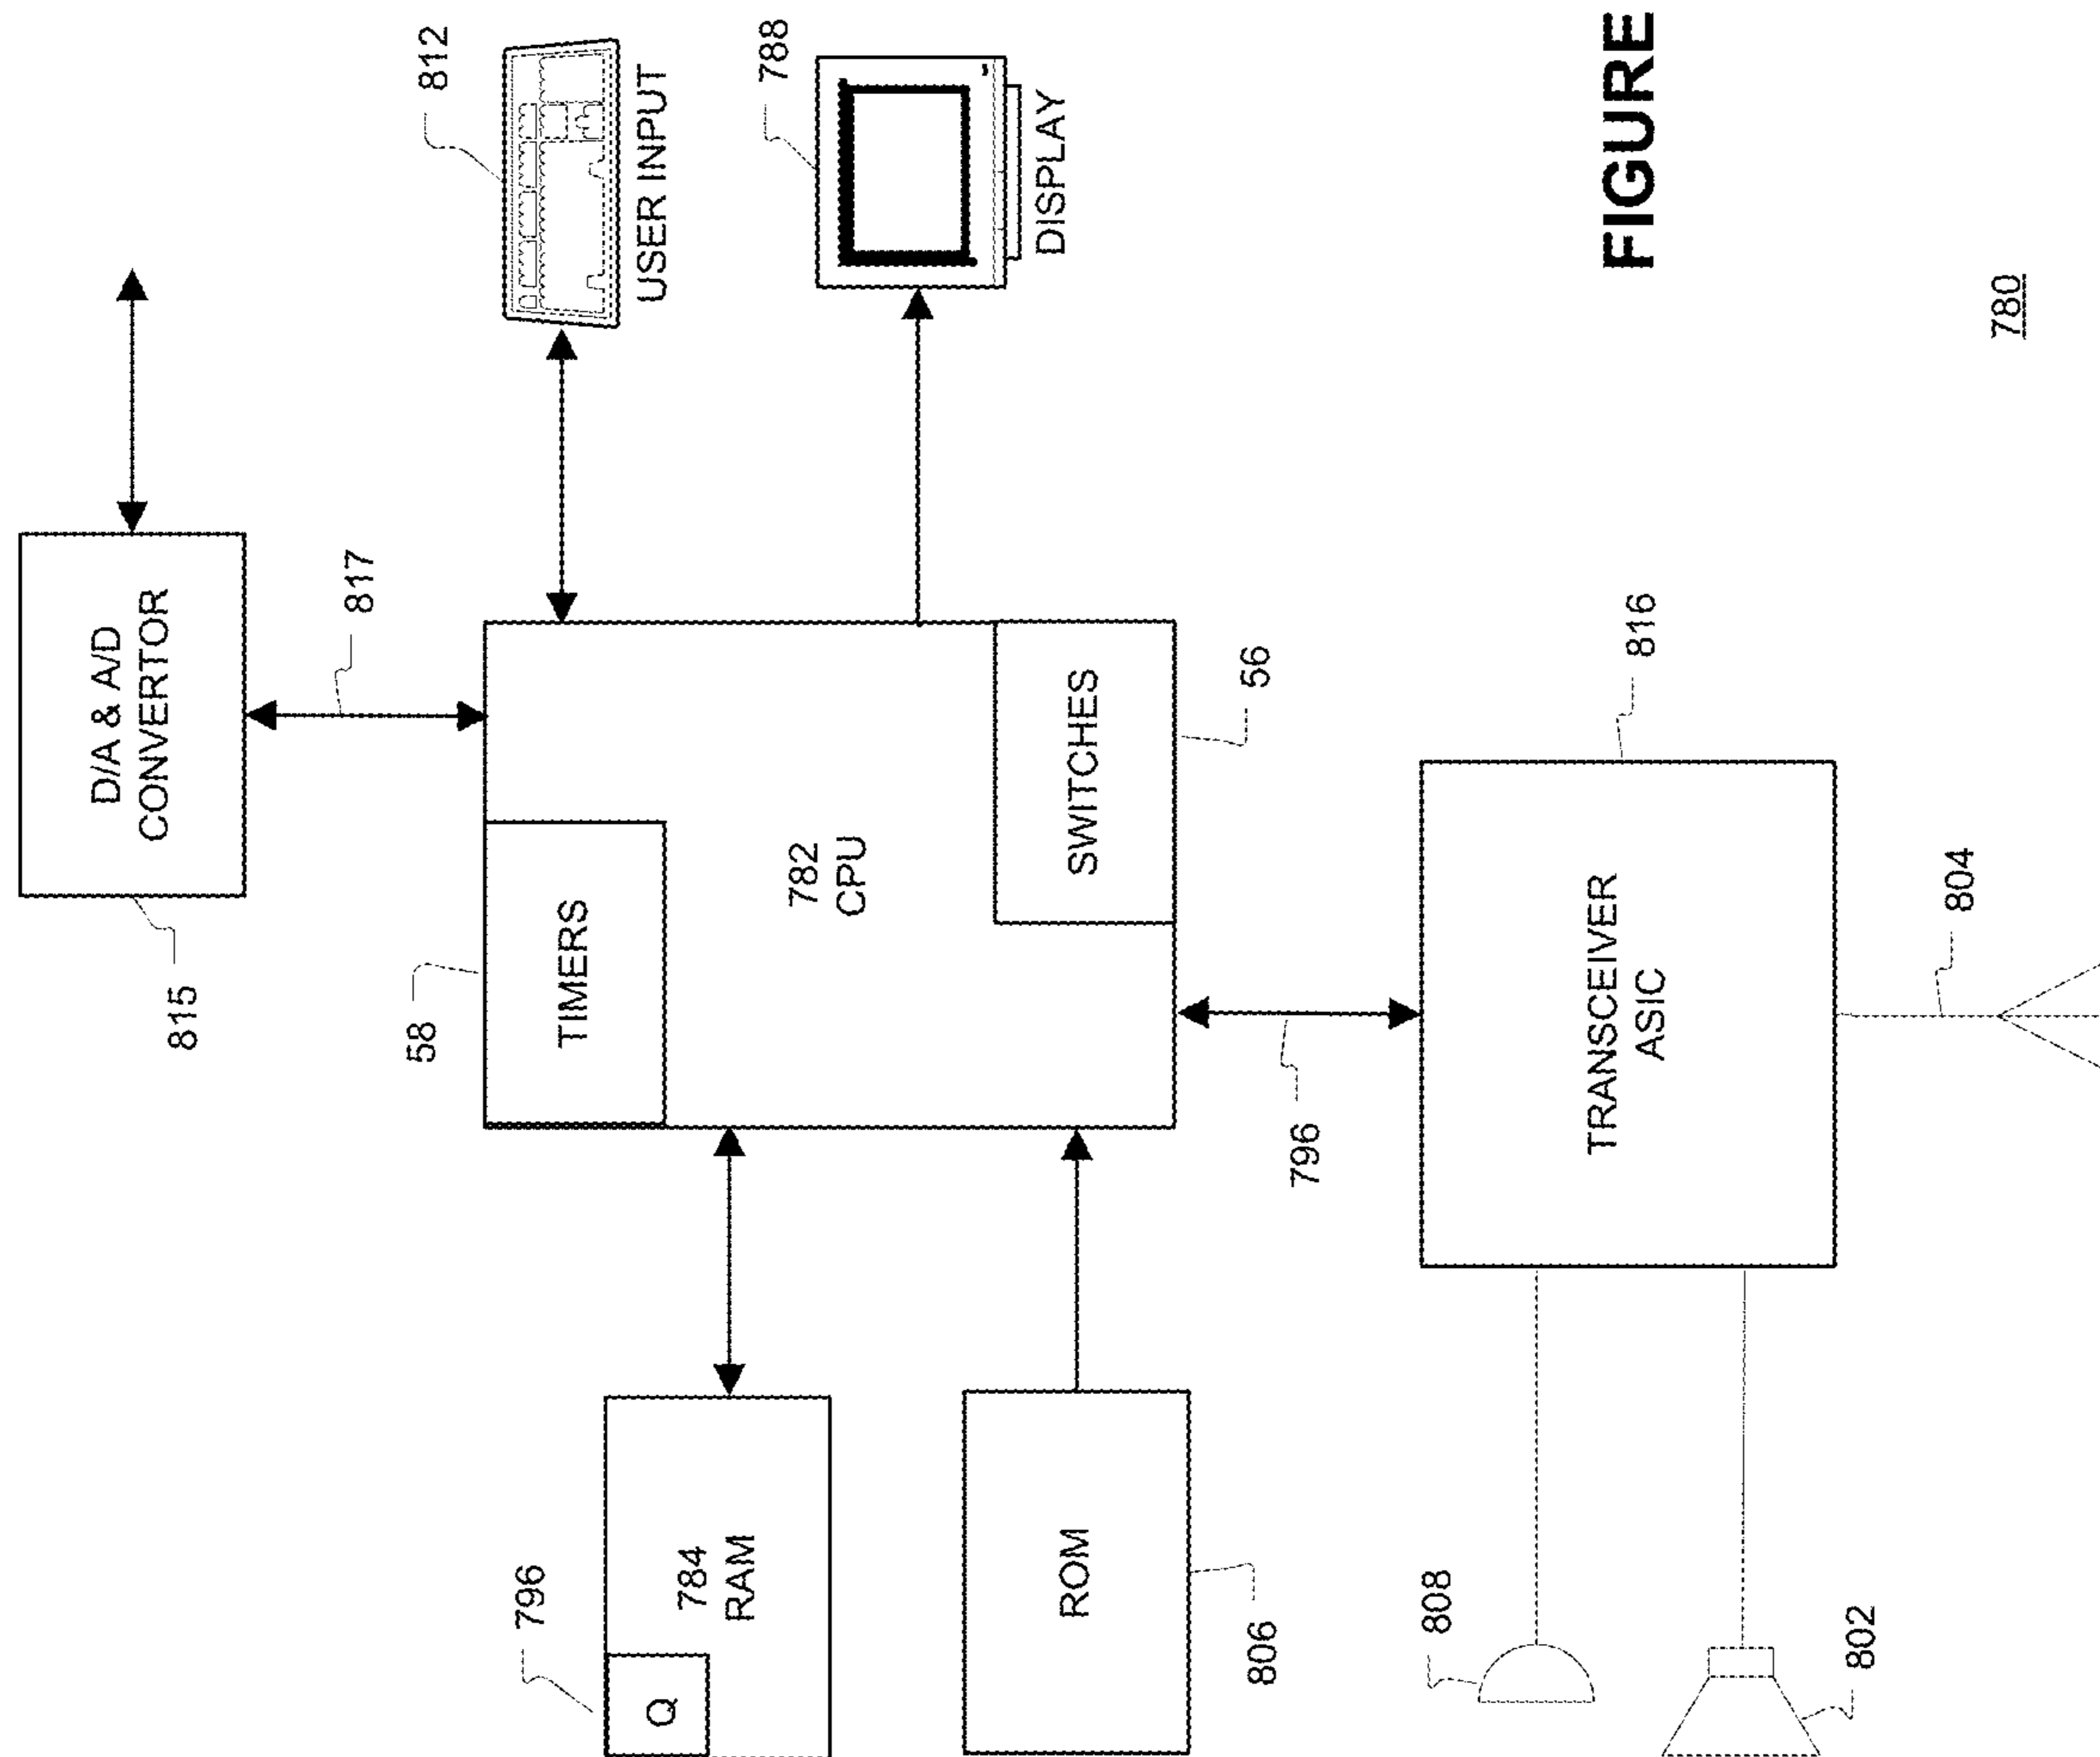 D/A & A/D
CONVERTOR
815
817
58
812
796
TIMERS
USER INPUT
Q
784
RAM
788
782
CPU
DISPLAY
ROM
SWITCHES
56
806
796
808
TRANSCEIVER
ASIC
FIGURE
816
802
804
780